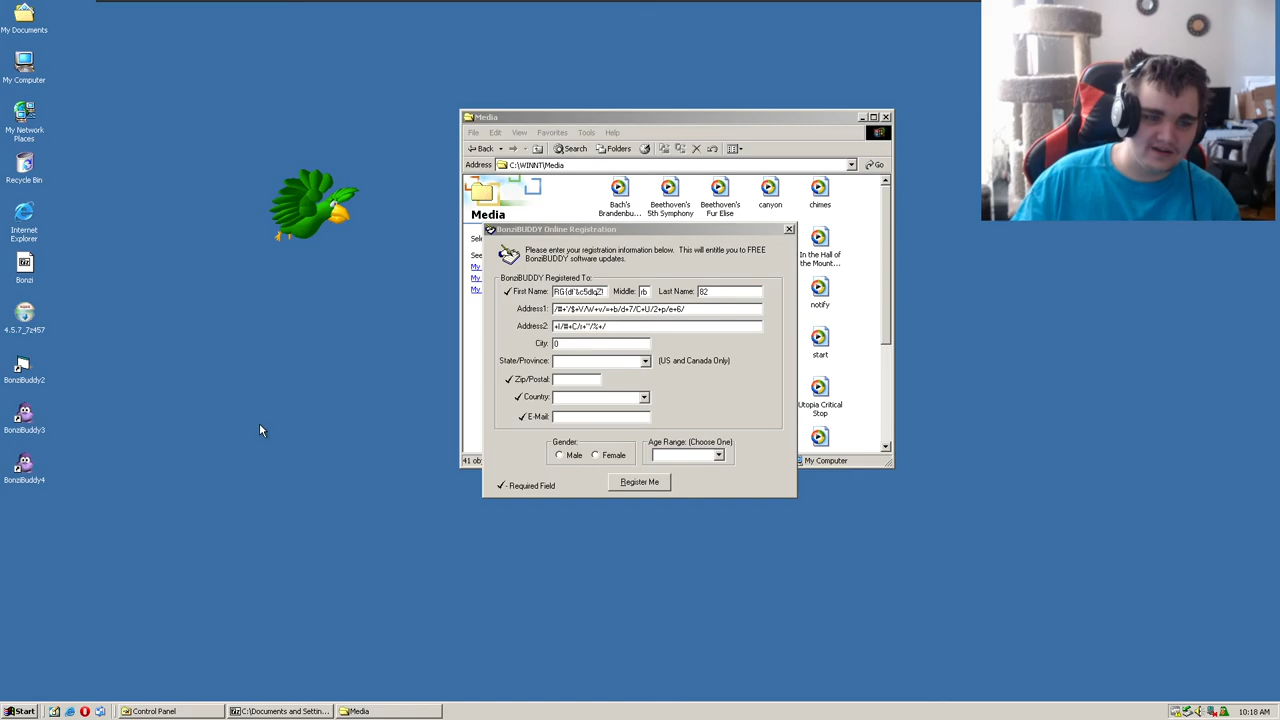 My Documents
My Computer
My Network
Places
Recycle Bin
Internet
Explorer
Bonzi
4.5.7_7z457
BonziBuddy2
BonziBuddy3
BonziBuddy4
Media
File Edit View Favorites Tools Help
Back Search Folders
Address C:\WINNT\Media Go
Media
Bach's
Brandenbu...
Beethoven's
5th Symphony
Beethoven's
Fur Elise
canyon
chimes
In the Hall of
the Mount...
notify
start
Utopia Critical
Stop
My Computer
BonziBUDDY Online Registration
Please enter your registration information below. This will entitle you to FREE
BonziBUDDY software updates.
BonziBUDDY Registered To:
First Name: Middle: rb Last Name: 82
Address1:
Address2:
City: 0
State/Province: (US and Canada Only)
Zip/Postal:
Country:
E-Mail:
Gender:
Male Female
Age Range: (Choose One)
- Required Field
Register Me
Start Control Panel C:\Documents and Settin... Media 10:18 AM